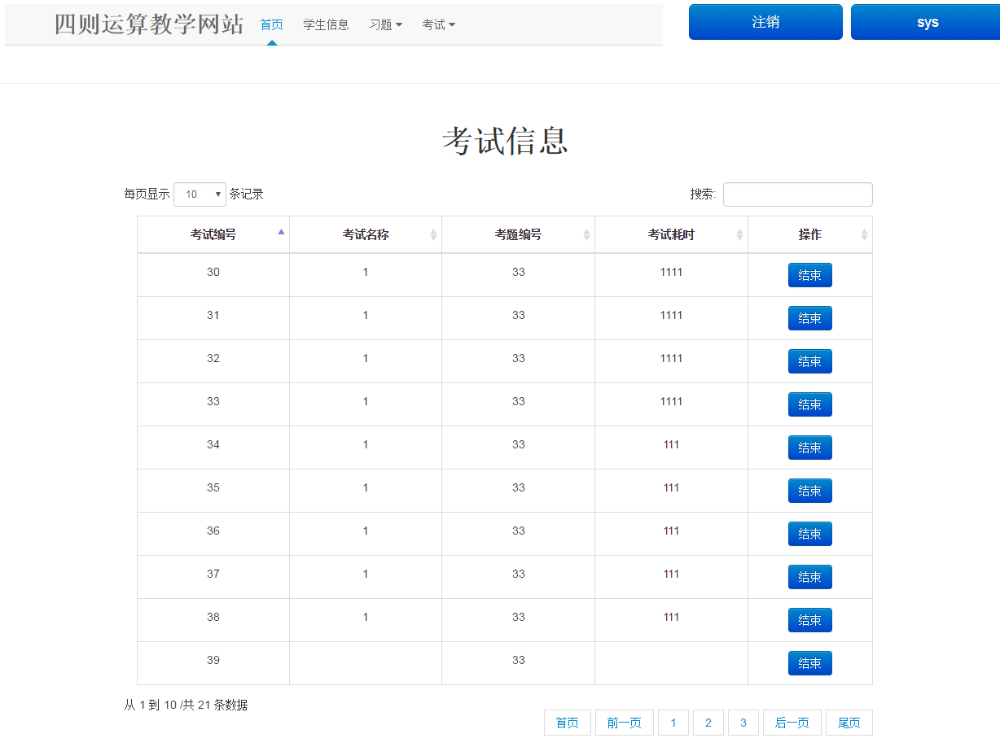 四则运算教学网站 首页 学生信息 习题 考试 注销 sys
考试信息
每页显示 10 条记录 搜索:
考试编号 考试名称 考题编号 考试耗时 操作
30 1 33 1111 结束
31 1 33 1111 结束
32 1 33 1111 结束
33 1 33 1111 结束
34 1 33 111 结束
35 1 33 111 结束
36 1 33 111 结束
37 1 33 111 结束
38 1 33 111 结束
39 33 结束
从 1 到 10 /共 21 条数据
首页 前一页 1 2 3 后一页 尾页